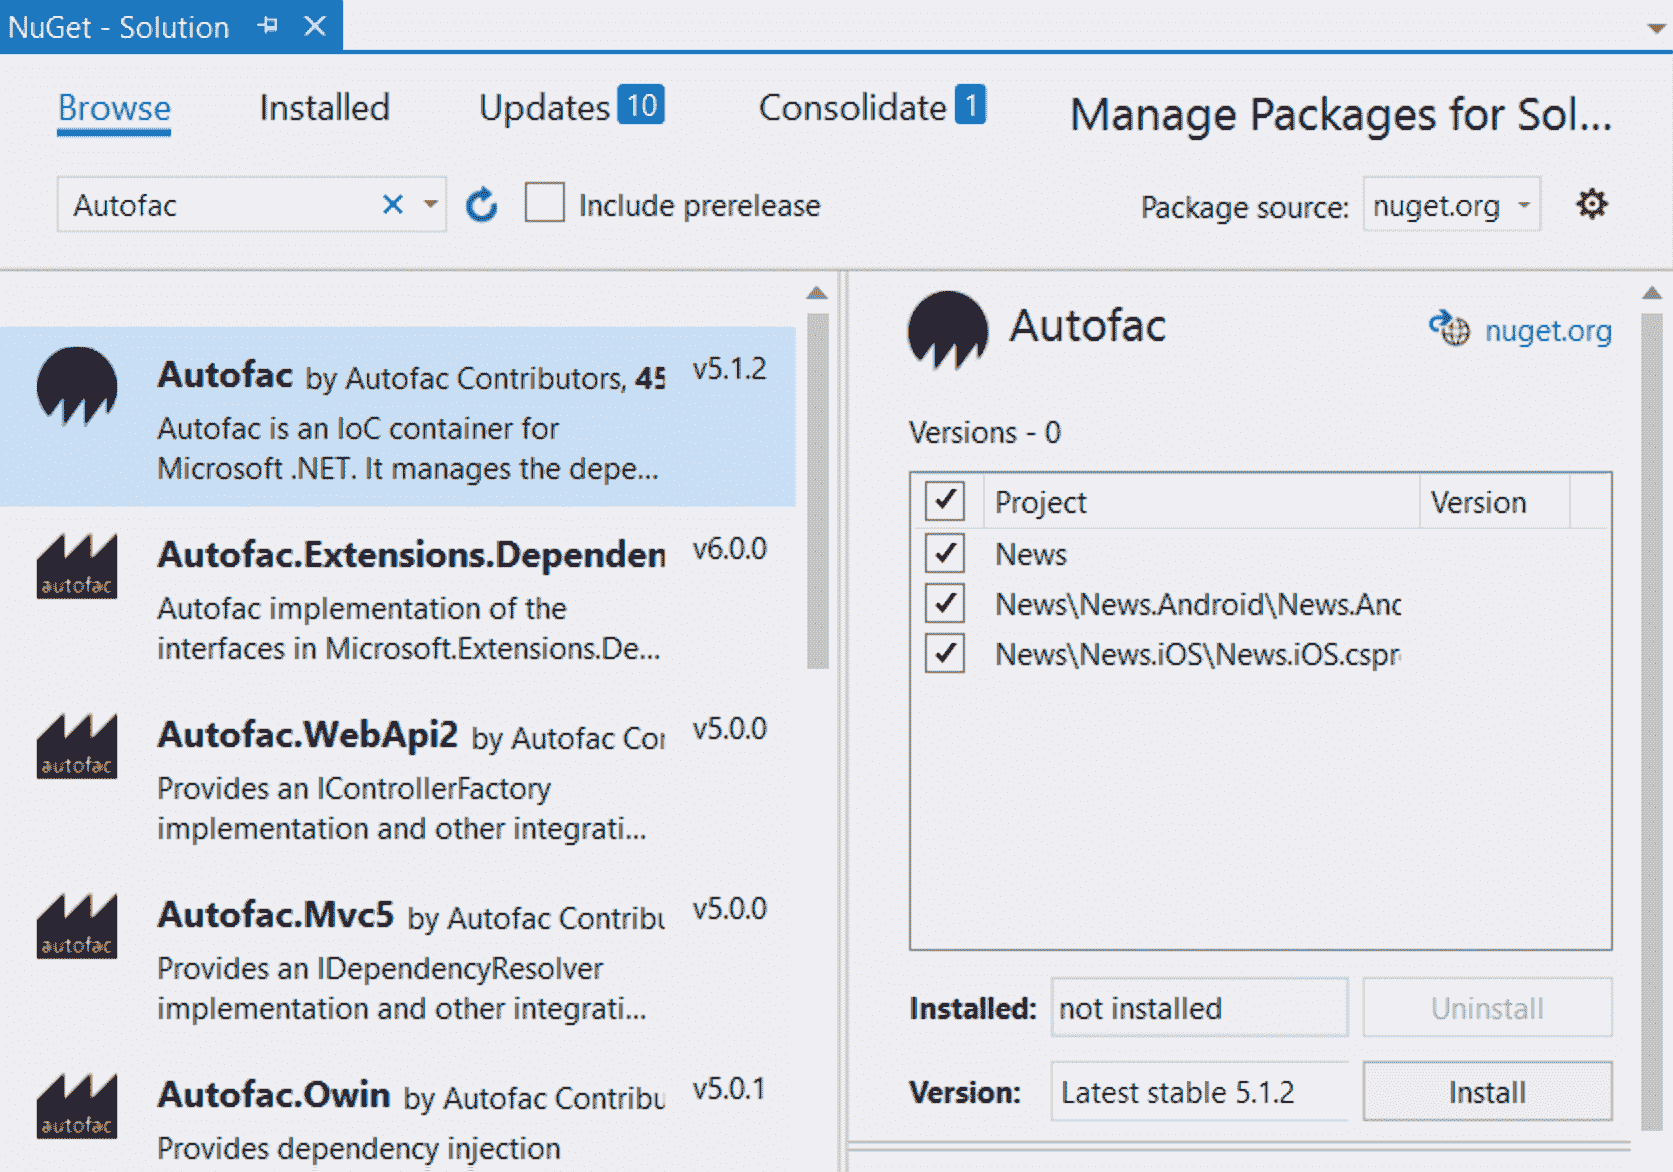 NuGet - Solution
Browse Installed Updates 10 Consolidate 1 Manage Packages for Sol...
Autofac Include prerelease Package source: nuget.org
Autofac by Autofac Contributors, 45 v5.1.2
Autofac is an IoC container for
Microsoft .NET. It manages the depe...
autofac Autofac.Extensions.Dependen v6.0.0
Autofac implementation of the
interfaces in Microsoft.Extensions.De...
autofac Autofac.WebApi2 by Autofac Cor v5.0.0
Provides an IControllerFactory
implementation and other integrati...
autofac Autofac.Mvc5 by Autofac Contribu v5.0.0
Provides an IDependencyResolver
implementation and other integrati...
autofac Autofac.Owin by Autofac Contribu v5.0.1
Provides dependency injection
Autofac nuget.org
Versions - 0
Project Version
News
News\News.Android\News.Anc
News\News.iOS\News.iOS.cspr
Installed: not installed Uninstall
Version: Latest stable 5.1.2 Install